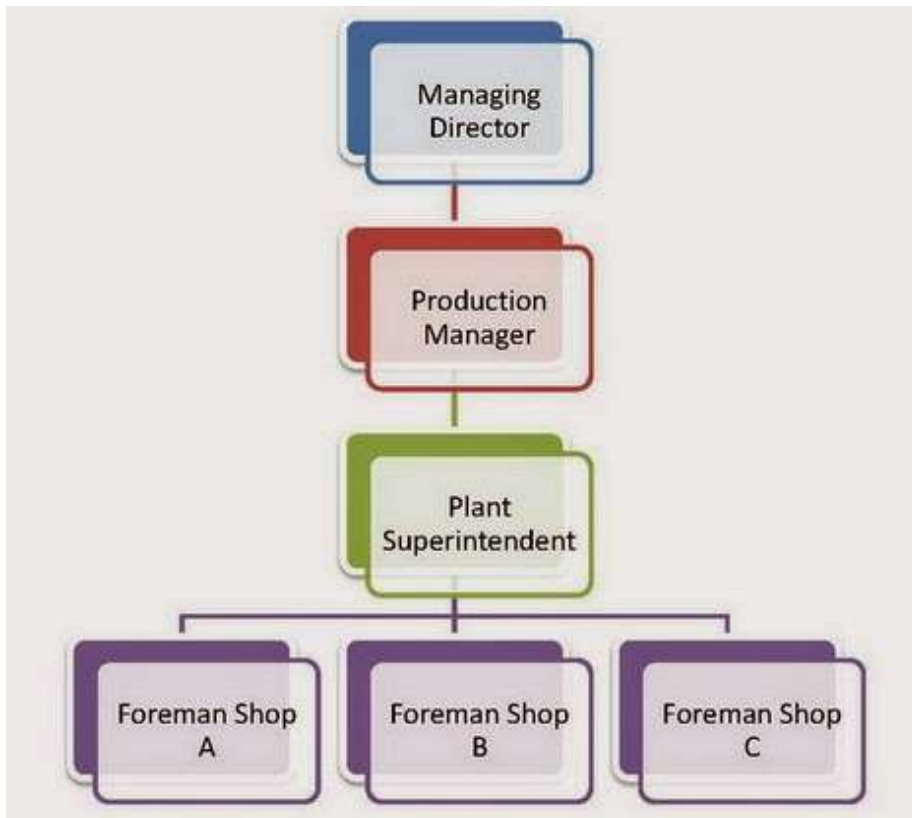 Managing
Director
Production
Manager
Plant
Superintendent
Foreman Shop
A
Foreman Shop
B
Foreman Shop
C